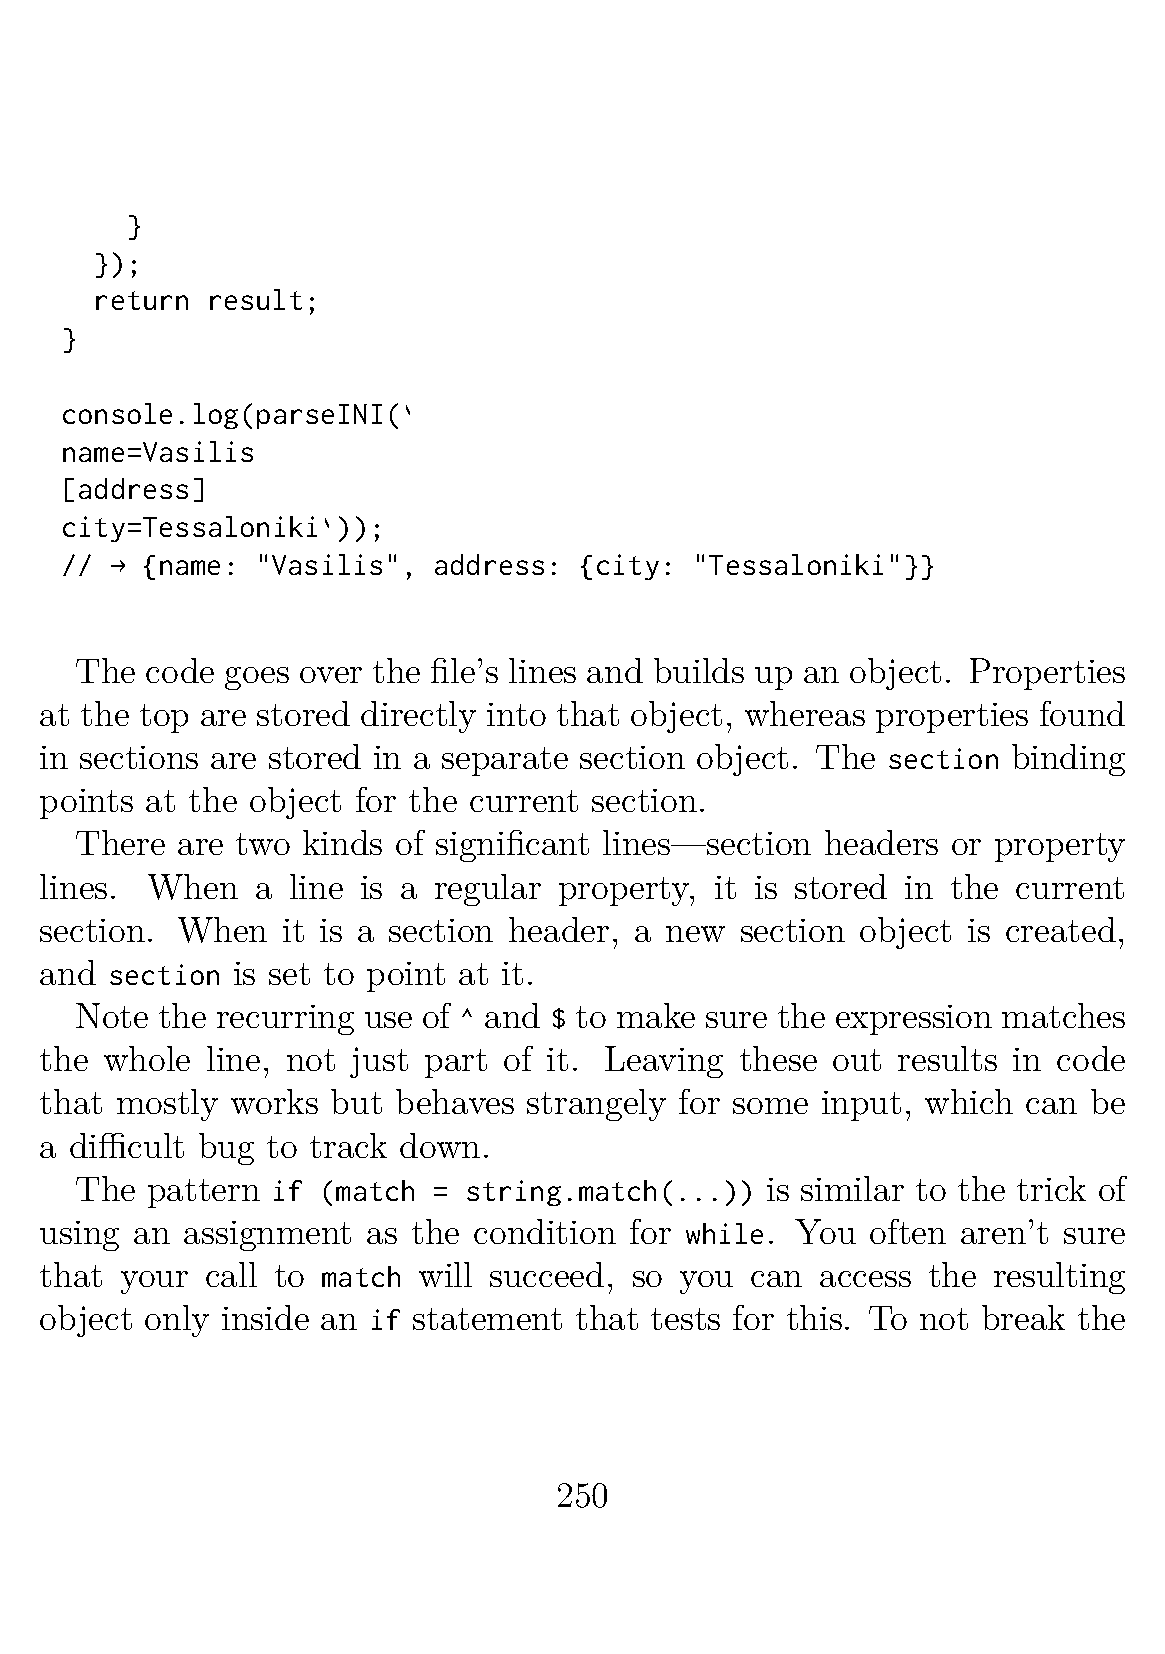 }
  });
  return result;
}
console.log(parseINI(`
name=Vasilis
[address]
city=Tessaloniki`));
// → {name: "Vasilis", address: {city: "Tessaloniki"}}
The code goes over the file’s lines and builds up an object. Properties
at the top are stored directly into that object, whereas properties found
in sections are stored in a separate section object. The section binding
points at the object for the current section.
There are two kinds of significant lines—section headers or property
lines. When a line is a regular property, it is stored in the current
section. When it is a section header, a new section object is created,
and section is set to point at it.
Note the recurring use of ^ and $ to make sure the expression matches
the whole line, not just part of it. Leaving these out results in code
that mostly works but behaves strangely for some input, which can be
a difficult bug to track down.
The pattern if (match = string.match(...)) is similar to the trick of
using an assignment as the condition for while. You often aren’t sure
that your call to match will succeed, so you can access the resulting
object only inside an if statement that tests for this. To not break the
250